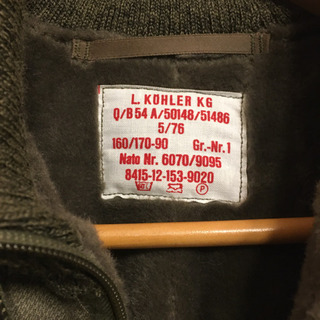 L. KÖHLER KG
Q/B 54 A/50148/51486
5/76
160/170-90 Gr.-Nr. 1
Nato Nr. 6070/9095
8415-12-153-9020
P